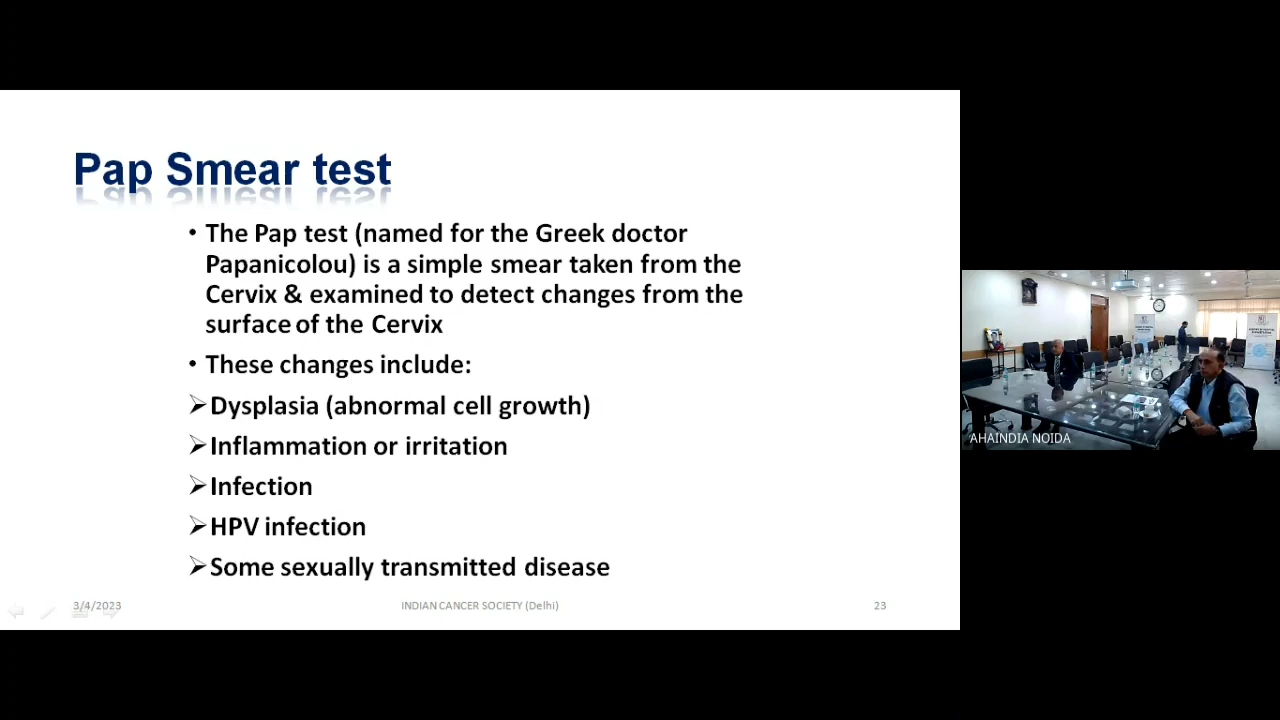 Pap Smear test
• The Pap test (named for the Greek doctor
Papanicolou) is a simple smear taken from the
Cervix & examined to detect changes from the
surface of the Cervix
• These changes include:
➢Dysplasia (abnormal cell growth)
➢Inflammation or irritation
➢Infection
➢HPV infection
➢Some sexually transmitted disease
3/4/2023
INDIAN CANCER SOCIETY (Delhi)
23
AHAINDIA NOIDA